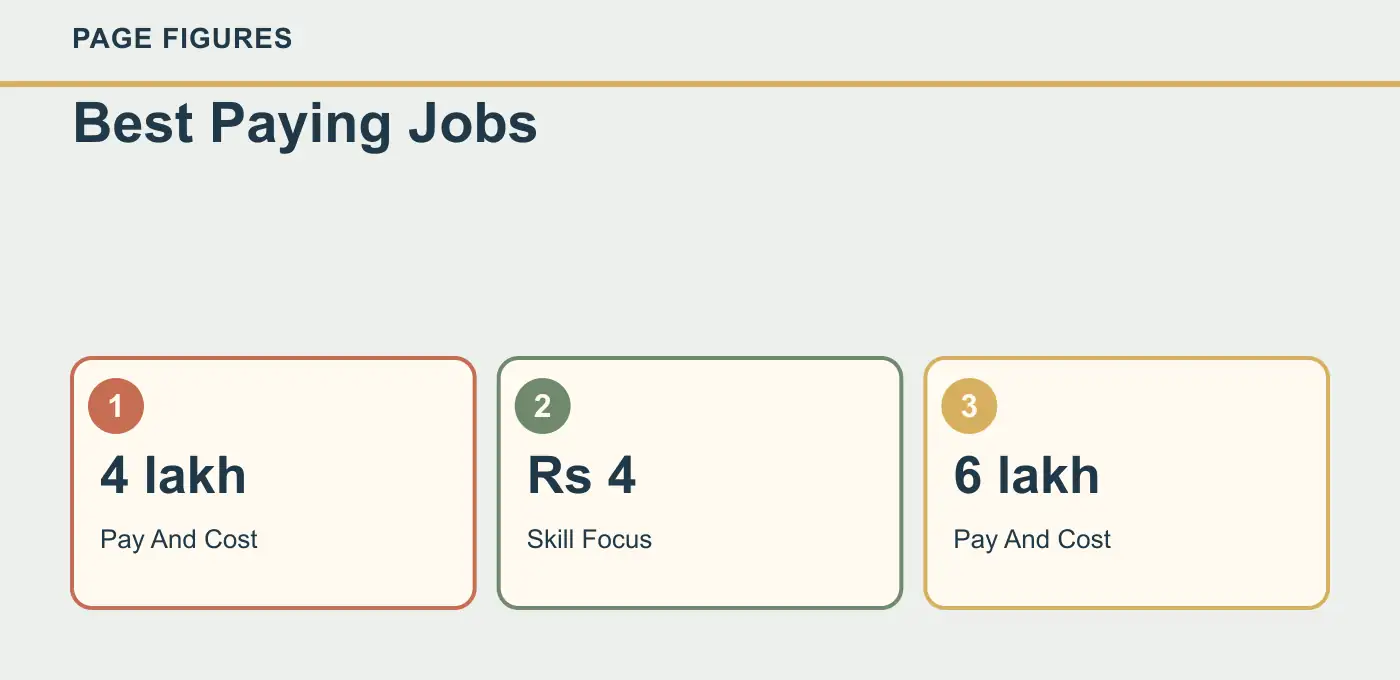 PAGE FIGURES
Best Paying Jobs
1
4 lakh
Pay And Cost
2
Rs 4
Skill Focus
3
6 lakh
Pay And Cost